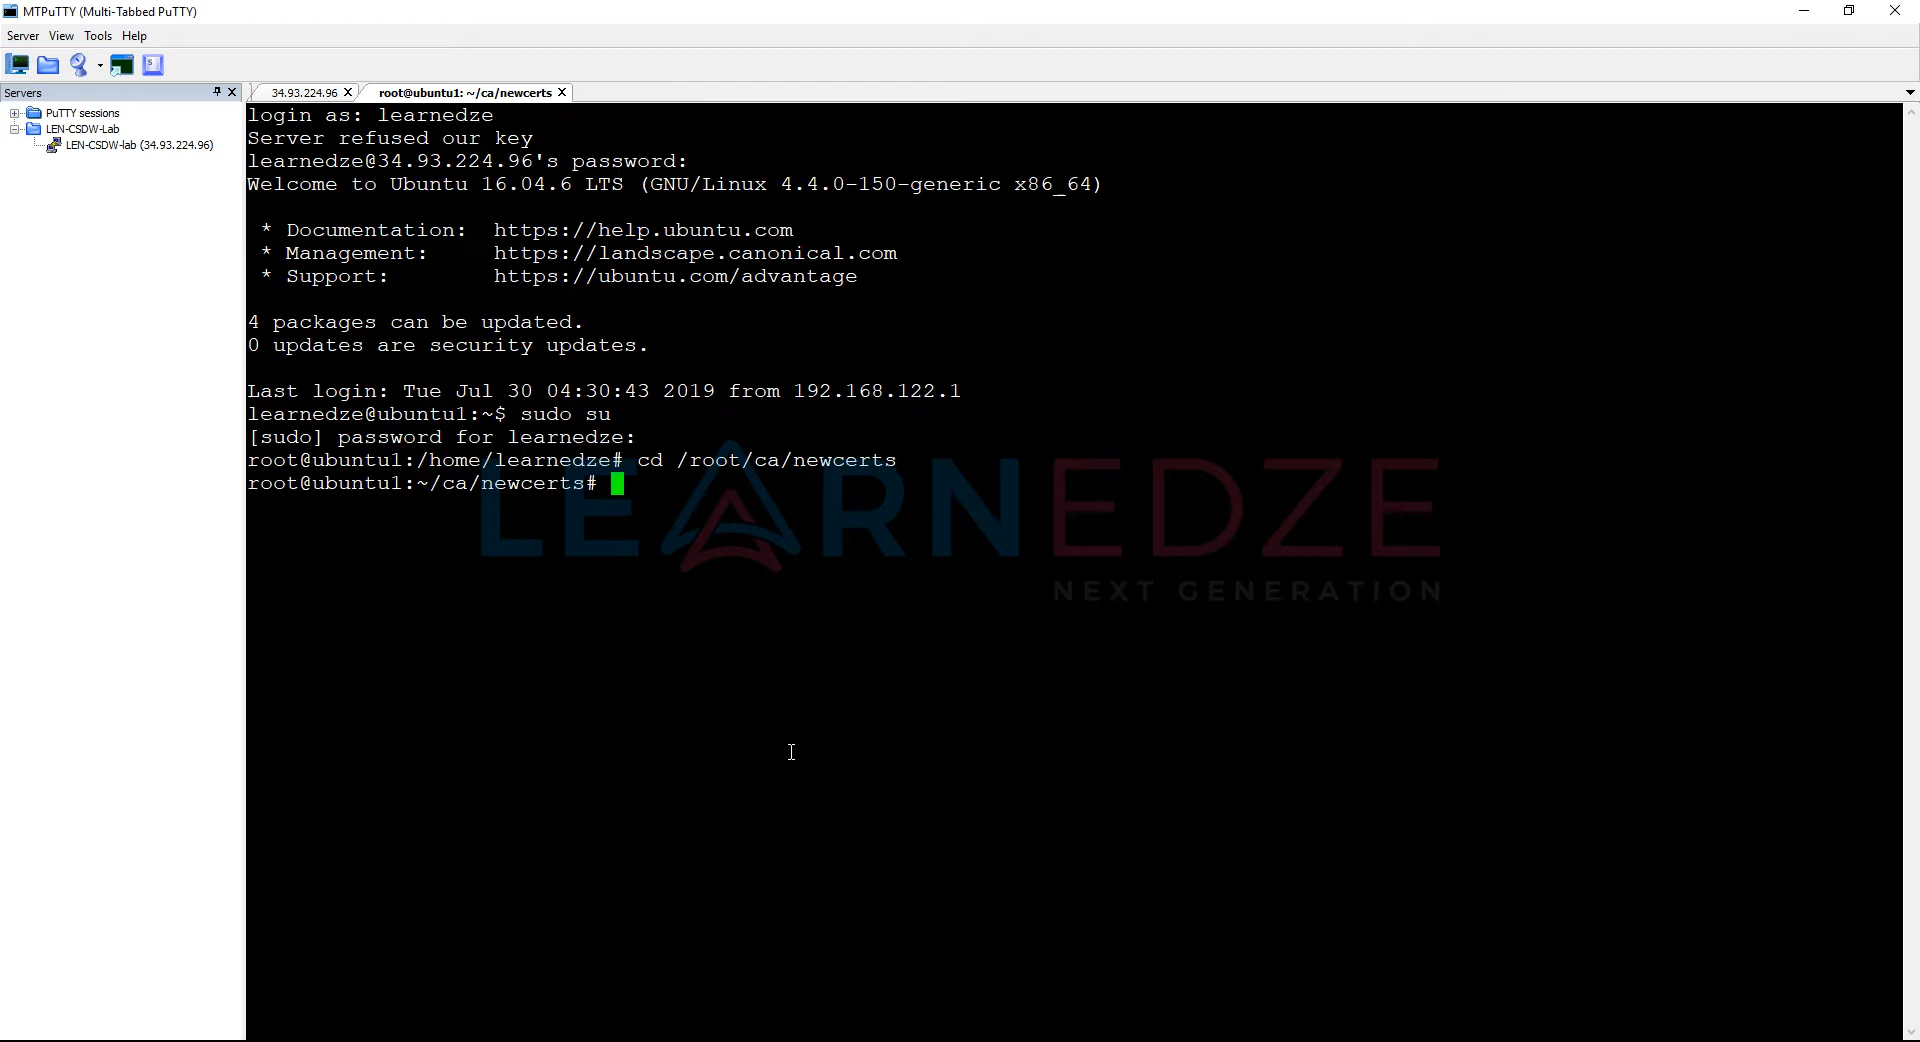 MTPuTTY (Multi-Tabbed PuTTY)
Server View Tools Help
Servers
PuTTY sessions
LEN-CSDW-Lab
LEN-CSDW-lab (34.93.224.96)
34.93.224.96 root@ubuntu1: ~/ca/newcerts
login as: learnedze
Server refused our key
learnedze@34.93.224.96's password:
Welcome to Ubuntu 16.04.6 LTS (GNU/Linux 4.4.0-150-generic x86_64)
* Documentation: https://help.ubuntu.com
* Management: https://landscape.canonical.com
* Support: https://ubuntu.com/advantage
4 packages can be updated.
0 updates are security updates.
Last login: Tue Jul 30 04:30:43 2019 from 192.168.122.1
learnedze@ubuntu1:~$ sudo su
[sudo] password for learnedze:
root@ubuntu1:/home/learnedze# cd /root/ca/newcerts
root@ubuntu1:~/ca/newcerts#
LEARNEDZE
NEXT GENERATION